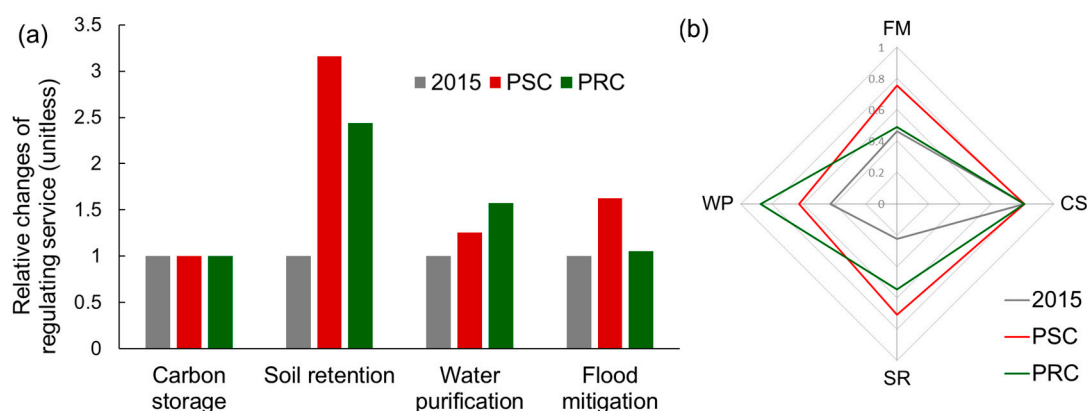 (a)
Relative changes of
regulating service (unitless)
3.5
3
2.5
2
1.5
1
0.5
0
2015 PSC PRC
Carbon
storage
Soil retention
Water
purification
Flood
mitigation
(b)
FM
1
0.8
0.6
0.4
0.2
0
WP
CS
SR
2015
PSC
PRC